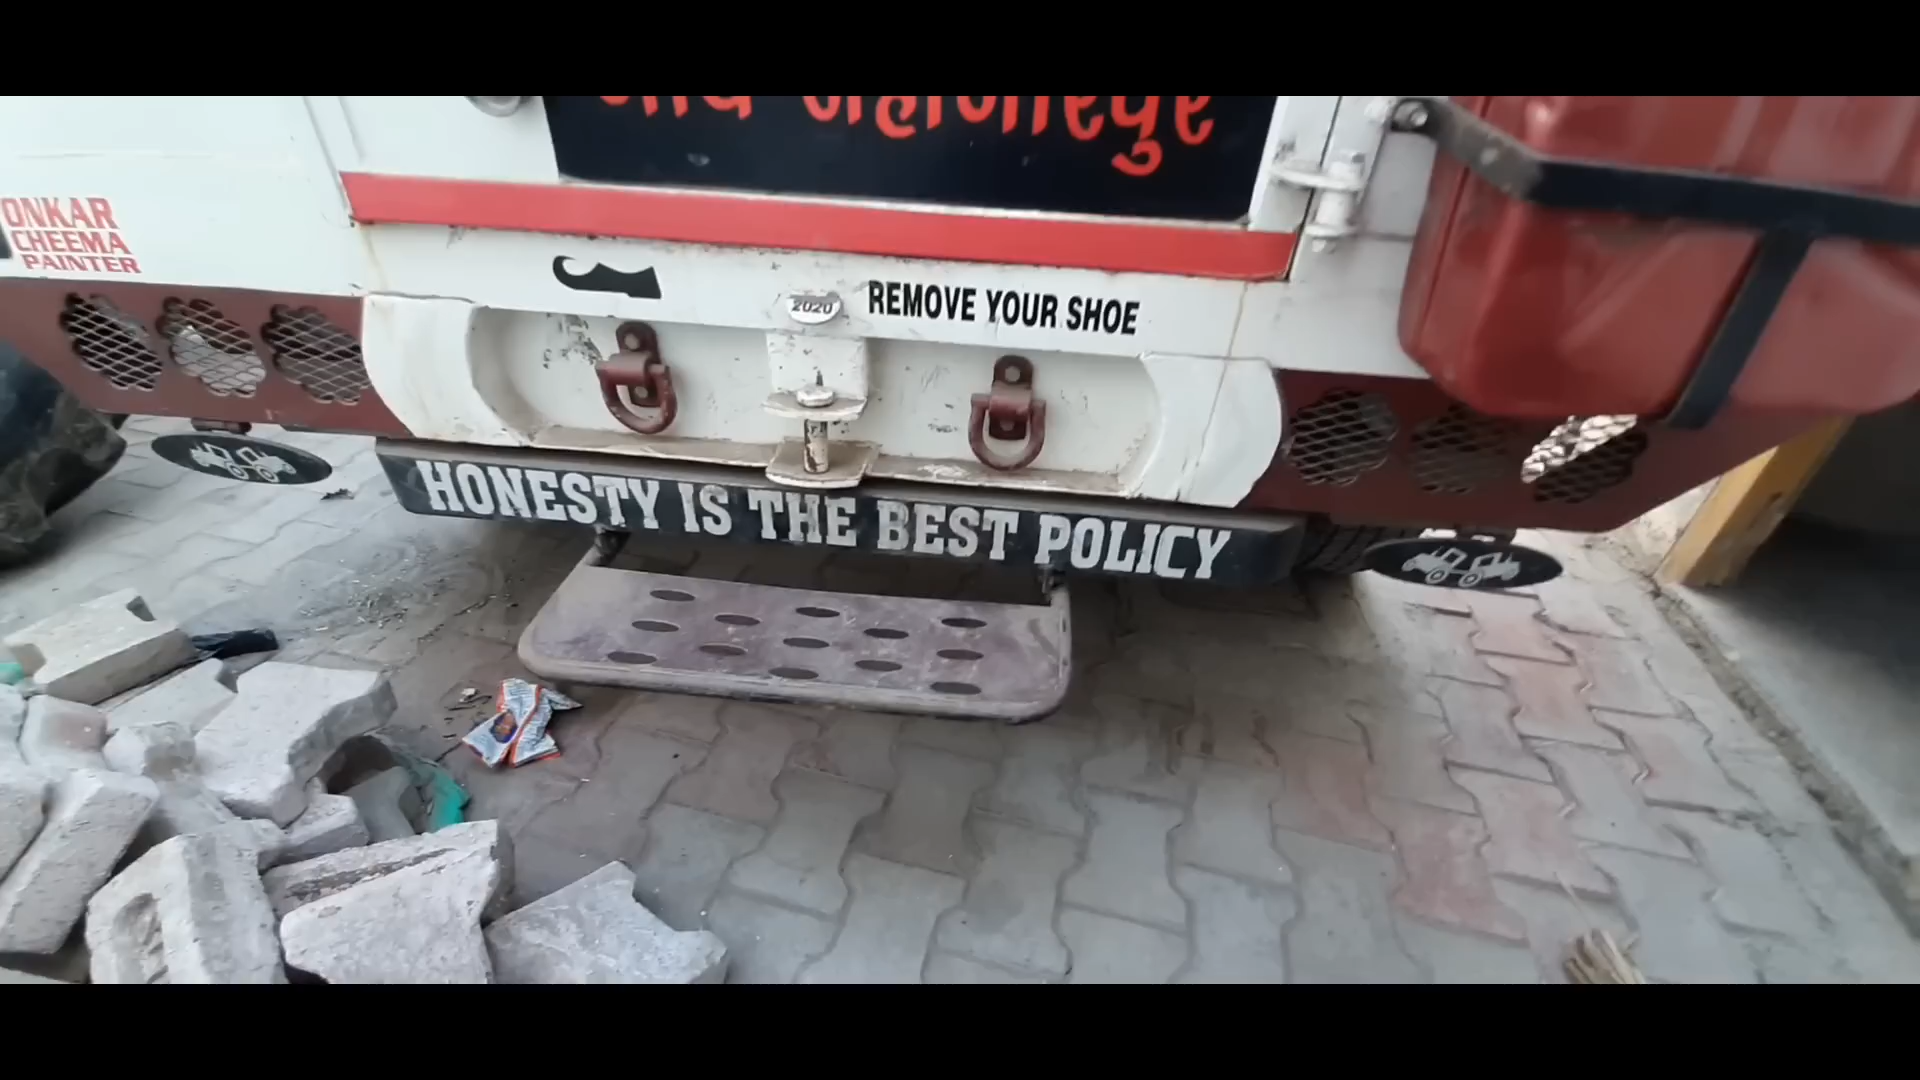 ONKAR
CHEEMA
PAINTER
2020
REMOVE YOUR SHOE
HONESTY IS THE BEST POLICY